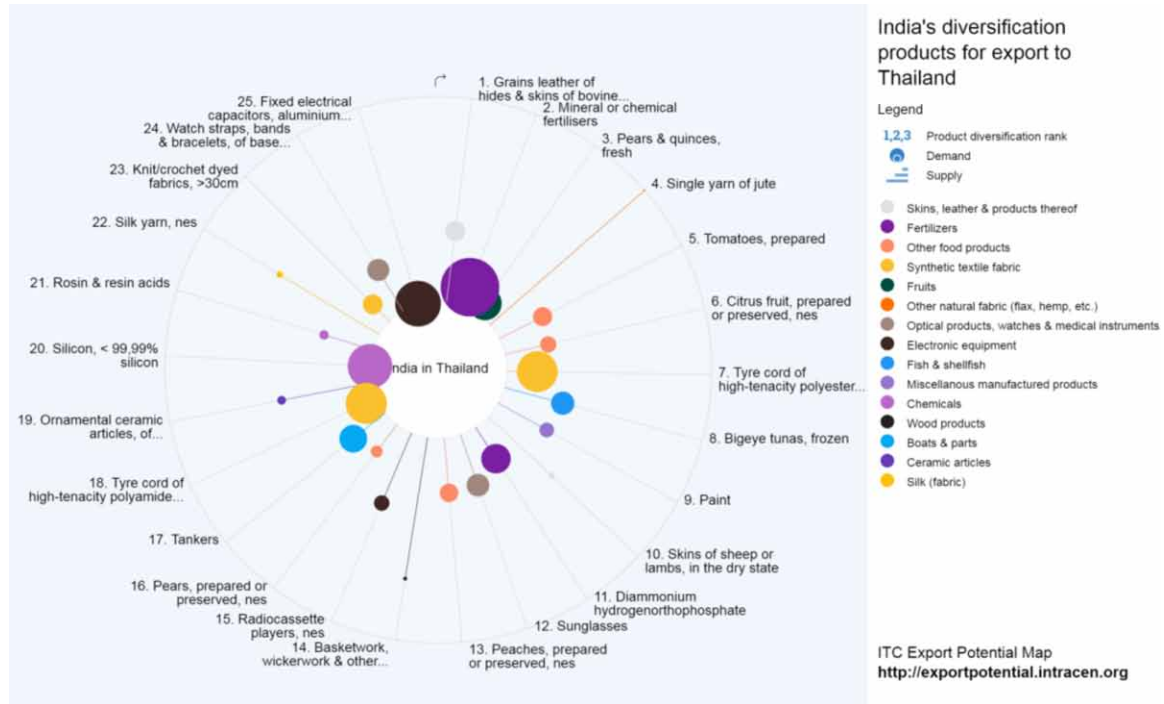 India's diversification
products for export to
Thailand
Legend
1,2,3 Product diversification rank
Demand
Supply
Skins, leather & products thereof
Fertilizers
Other food products
Synthetic textile fabric
Fruits
Other natural fabric (flax, hemp, etc.)
Optical products, watches & medical instruments
Electronic equipment
Fish & shellfish
Miscellanous manufactured products
Chemicals
Wood products
Boats & parts
Ceramic articles
Silk (fabric)
1. Grains leather of
hides & skins of bovine...
2. Mineral or chemical
fertilisers
3. Pears & quinces,
fresh
4. Single yarn of jute
5. Tomatoes, prepared
6. Citrus fruit, prepared
or preserved, nes
7. Tyre cord of
high-tenacity polyester...
8. Bigeye tunas, frozen
9. Paint
10. Skins of sheep or
lambs, in the dry state
11. Diammonium
hydrogenorthophosphate
12. Sunglasses
13. Peaches, prepared
or preserved, nes
14. Basketwork,
wickerwork & other...
15. Radiocassette
players, nes
16. Pears, prepared or
preserved, nes
17. Tankers
18. Tyre cord of
high-tenacity polyamide...
19. Ornamental ceramic
articles, of...
20. Silicon, < 99,99%
silicon
21. Rosin & resin acids
22. Silk yarn, nes
23. Knit/crochet dyed
fabrics, >30cm
24. Watch straps, bands
& bracelets, of base...
25. Fixed electrical
capacitors, aluminium...
ndia in Thailand
ITC Export Potential Map
http://exportpotential.intracen.org